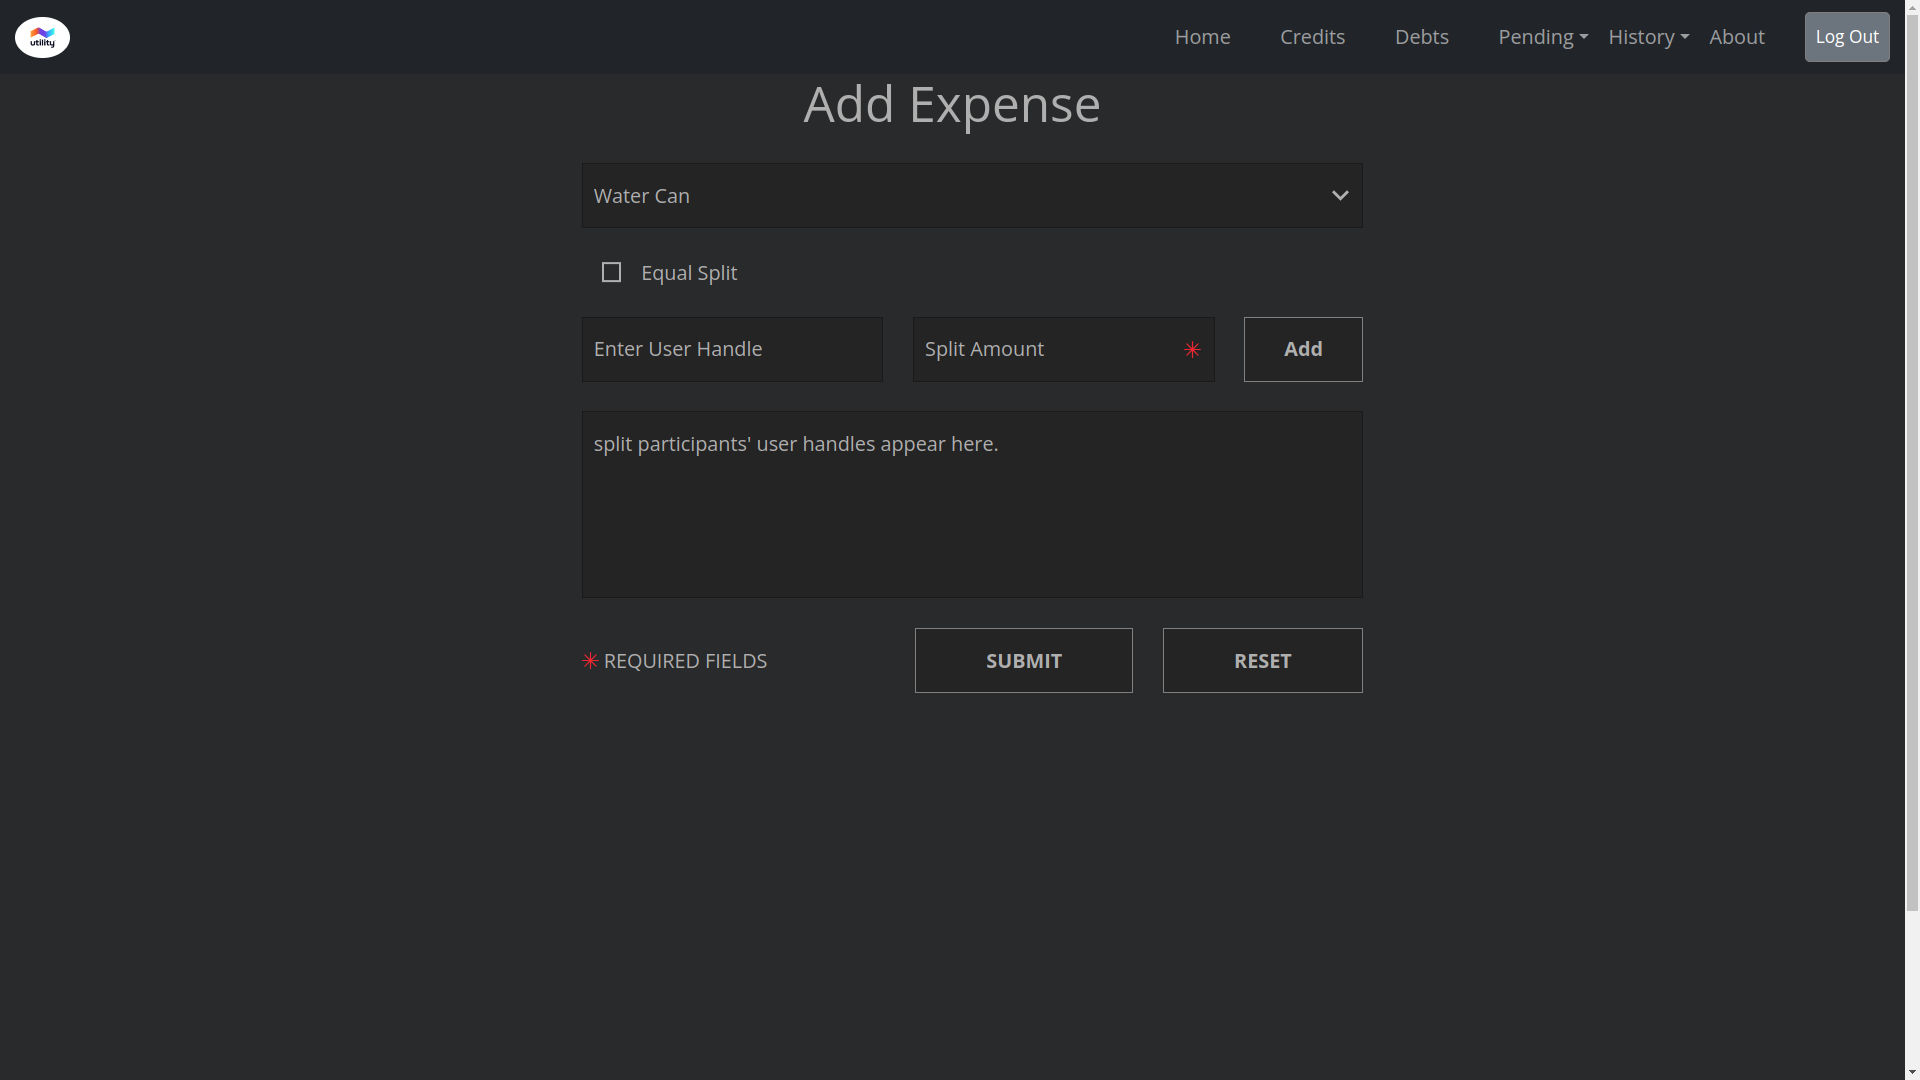 utility
Home Credits Debts Pending History About Log Out
Add Expense
Water Can
Equal Split
Enter User Handle Split Amount ✳ Add
split participants' user handles appear here.
✳ REQUIRED FIELDS SUBMIT RESET